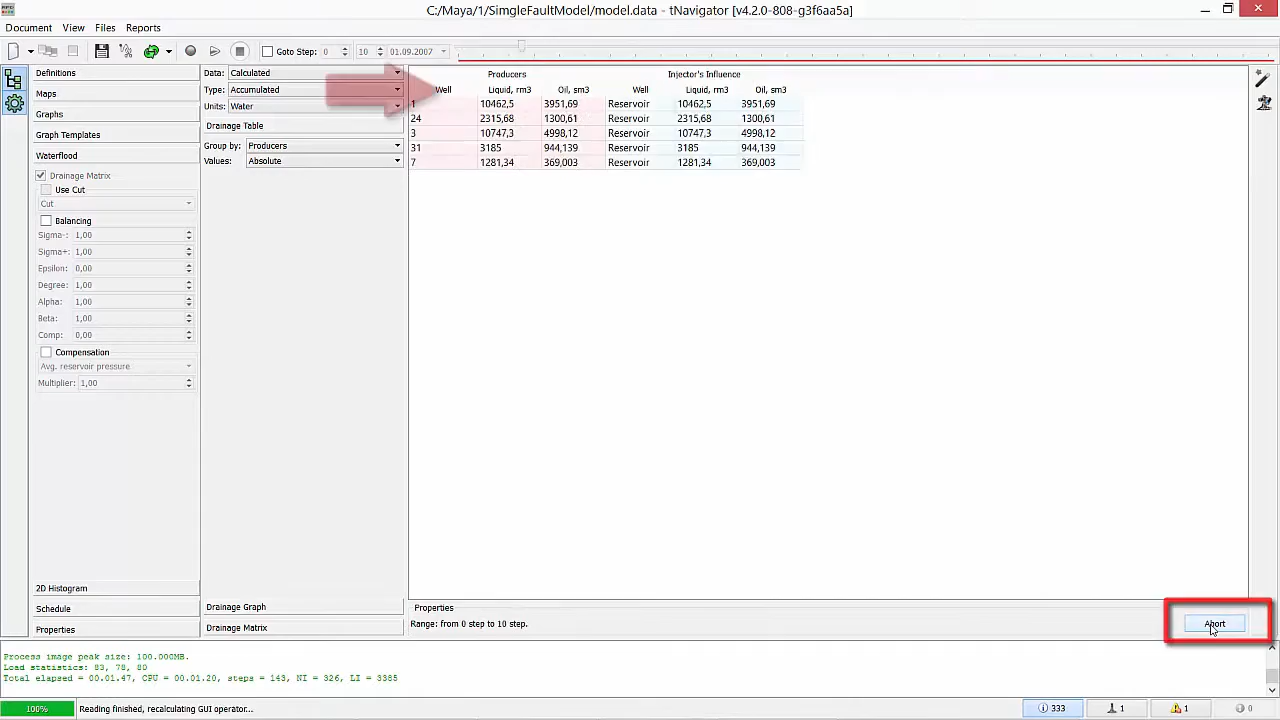 C:/Maya/1/SimgleFaultModel/model.data - tNavigator [v4.2.0-808-g3f6aa5a]
Document View Files Reports
Goto Step: 0 10 01.09.2007
Definitions
Maps
Graphs
Graph Templates
Waterflood
Drainage Matrix
Use Cut
Cut
Balancing
Sigma-: 1,00
Sigma+: 1,00
Epsilon: 0,00
Degree: 1,00
Alpha: 1,00
Beta: 1,00
Comp: 0,00
Compensation
Avg. reservoir pressure
Multiplier: 1,00
2D Histogram
Schedule
Properties
Data: Calculated
Type: Accumulated
Units: Water
Drainage Table
Group by: Producers
Values: Absolute
Drainage Graph
Drainage Matrix
Producers Injector's Influence
Well Liquid, rm3 Oil, sm3 Well Liquid, rm3 Oil, sm3
1 10462,5 3951,69 Reservoir 10462,5 3951,69
24 2315,68 1300,61 Reservoir 2315,68 1300,61
3 10747,3 4998,12 Reservoir 10747,3 4998,12
31 3185 944,139 Reservoir 3185 944,139
7 1281,34 369,003 Reservoir 1281,34 369,003
Properties
Range: from 0 step to 10 step.
Abort
Process image peak size: 100.000MB.
Load statistics: 83, 78, 80
Total elapsed = 00.01.47, CPU = 00.01.20, steps = 143, NI = 326, LI = 3385
100% Reading finished, recalculating GUI operator...
333 1 1 0